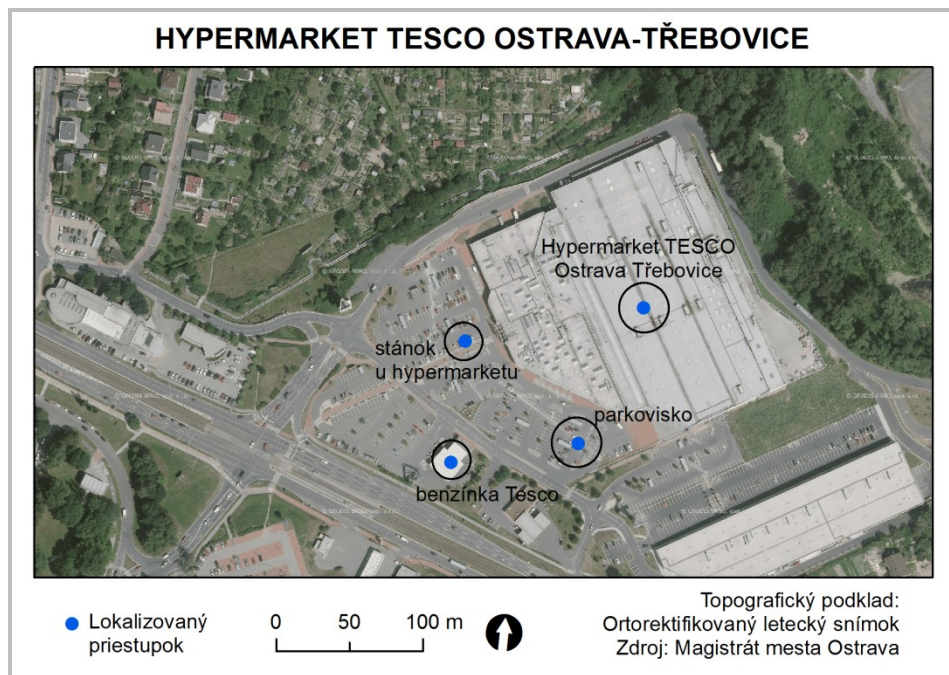 HYPERMARKET TESCO OSTRAVA-TŘEBOVICE
Hypermarket TESCO
Ostrava Třebovice
stánok
u hypermarketu
parkovisko
benzínka Tesco
Lokalizovaný
priestupok
0 50 100 m
Topografický podklad:
Ortorektifikovaný letecký snímok
Zdroj: Magistrát mesta Ostrava